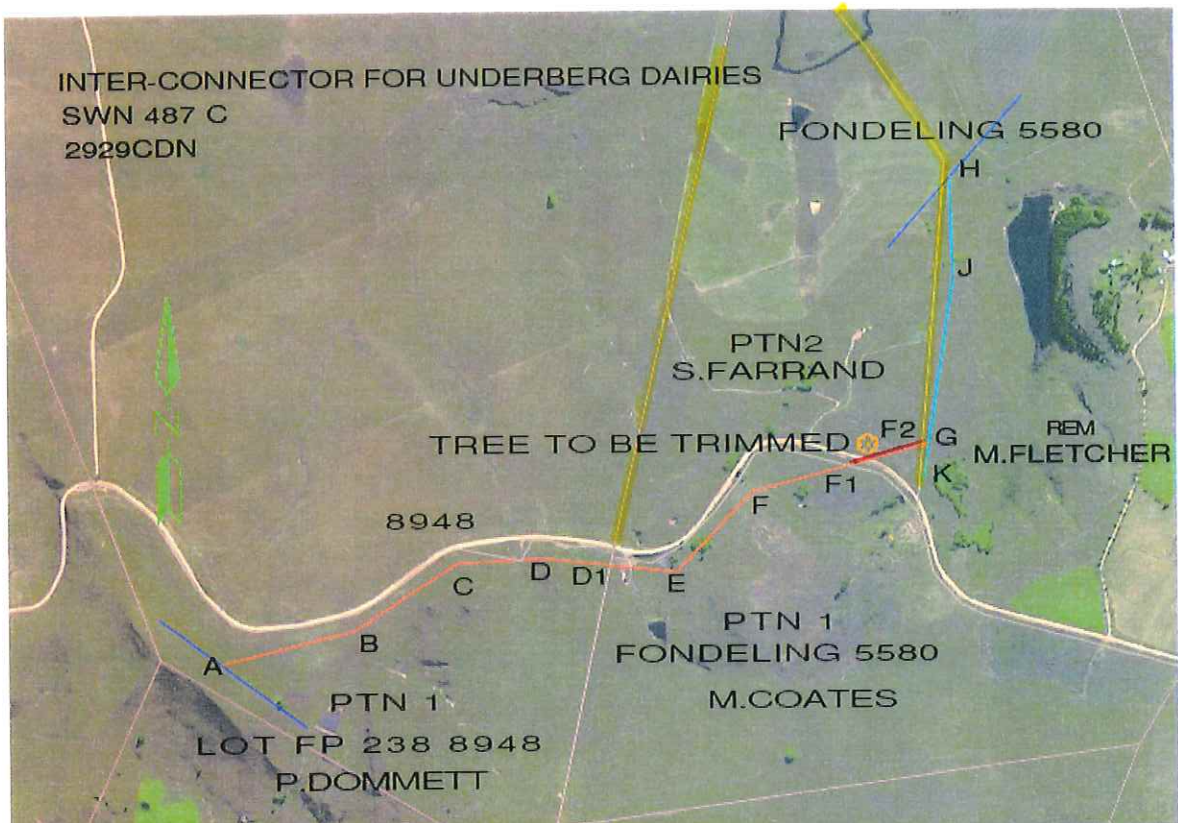 INTER-CONNECTOR FOR UNDERBERG DAIRIES
SWN 487 C
2929CDN
FONDELING 5580
H
J
PTN2
S.FARRAND
TREE TO BE TRIMMED
F2
G
REM
M.FLETCHER
K
F1
F
8948
C
D
D1
E
B
A
PTN 1
FONDELING 5580
M.COATES
PTN 1
LOT FP 238 8948
P.DOMMETT
N